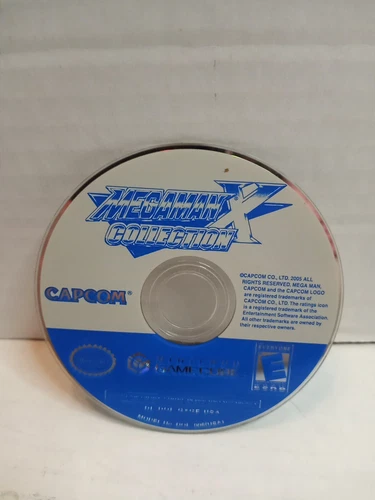 MEGAMAN X
COLLECTION
CAPCOM
©CAPCOM CO., LTD. 2005 ALL
RIGHTS RESERVED. MEGA MAN,
CAPCOM and the CAPCOM LOGO
are registered trademarks of
CAPCOM CO., LTD. The ratings icon
is a registered trademark of the
Entertainment Software Association.
All other trademarks are owned by
their respective owners.
EVERYONE
E
ESRB
GAMECUBE